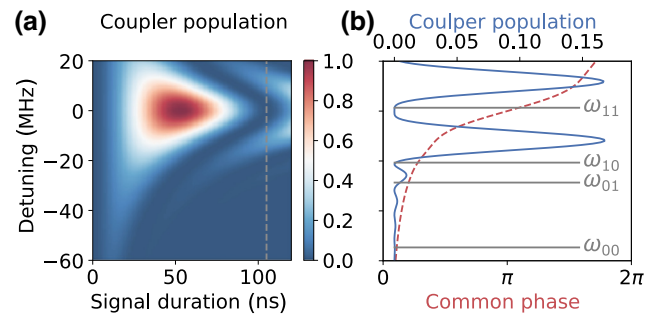 (a)
Coupler population
20
0
−20
−40
−60
Detuning (MHz)
0
50
100
Signal duration (ns)
1.0
0.8
0.6
0.4
0.2
0.0
(b)
Coulper population
0.00 0.05 0.10 0.15
ω11
ω10
ω01
ω00
0 π 2π
Common phase